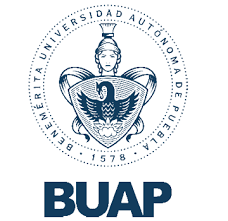 BENEMÉRITA UNIVERSIDAD AUTÓNOMA DE PUEBLA
· 1578 ·
BUAP